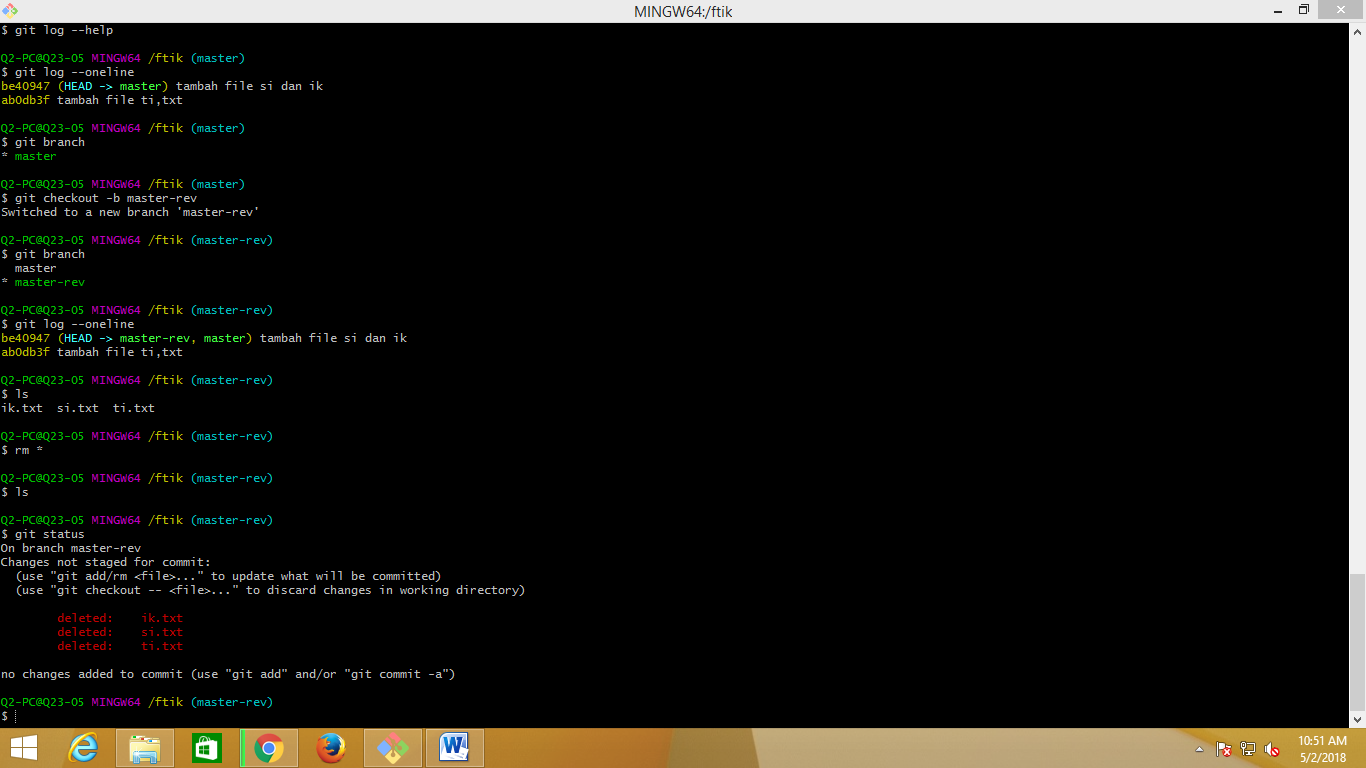 MINGW64:/ftik
$ git log --help
Q2-PC@Q23-05 MINGW64 /ftik (master)
$ git log --oneline
be40947 (HEAD -> master) tambah file si dan ik
ab0db3f tambah file ti,txt
Q2-PC@Q23-05 MINGW64 /ftik (master)
$ git branch
* master
Q2-PC@Q23-05 MINGW64 /ftik (master)
$ git checkout -b master-rev
Switched to a new branch 'master-rev'
Q2-PC@Q23-05 MINGW64 /ftik (master-rev)
$ git branch
  master
* master-rev
Q2-PC@Q23-05 MINGW64 /ftik (master-rev)
$ git log --oneline
be40947 (HEAD -> master-rev, master) tambah file si dan ik
ab0db3f tambah file ti,txt
Q2-PC@Q23-05 MINGW64 /ftik (master-rev)
$ ls
ik.txt  si.txt  ti.txt
Q2-PC@Q23-05 MINGW64 /ftik (master-rev)
$ rm *
Q2-PC@Q23-05 MINGW64 /ftik (master-rev)
$ ls
Q2-PC@Q23-05 MINGW64 /ftik (master-rev)
$ git status
On branch master-rev
Changes not staged for commit:
  (use "git add/rm <file>..." to update what will be committed)
  (use "git checkout -- <file>..." to discard changes in working directory)
        deleted:    ik.txt
        deleted:    si.txt
        deleted:    ti.txt
no changes added to commit (use "git add" and/or "git commit -a")
Q2-PC@Q23-05 MINGW64 /ftik (master-rev)
$
10:51 AM
5/2/2018